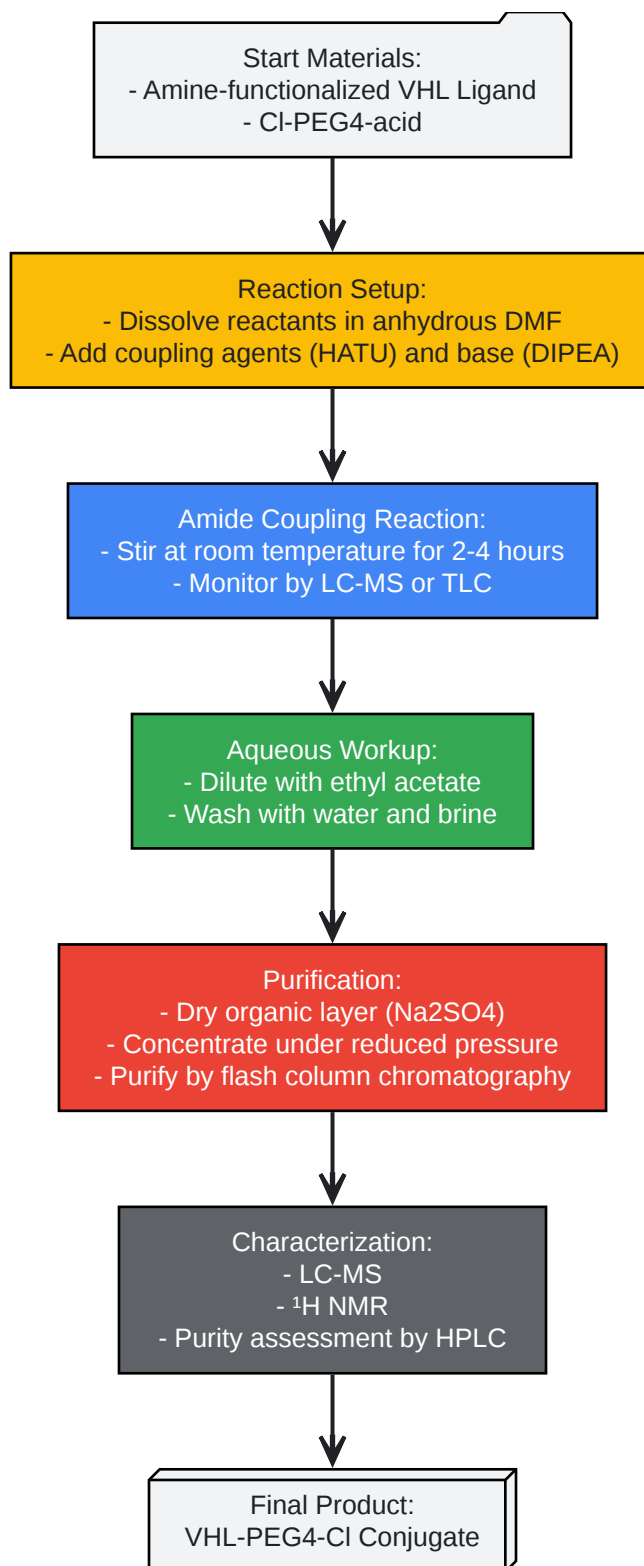 Start Materials:
- Amine-functionalized VHL Ligand
- Cl-PEG4-acid
Reaction Setup:
- Dissolve reactants in anhydrous DMF
- Add coupling agents (HATU) and base (DIPEA)
Amide Coupling Reaction:
- Stir at room temperature for 2-4 hours
- Monitor by LC-MS or TLC
Aqueous Workup:
- Dilute with ethyl acetate
- Wash with water and brine
Purification:
- Dry organic layer (Na2SO4)
- Concentrate under reduced pressure
- Purify by flash column chromatography
Characterization:
- LC-MS
- ¹H NMR
- Purity assessment by HPLC
Final Product:
VHL-PEG4-Cl Conjugate